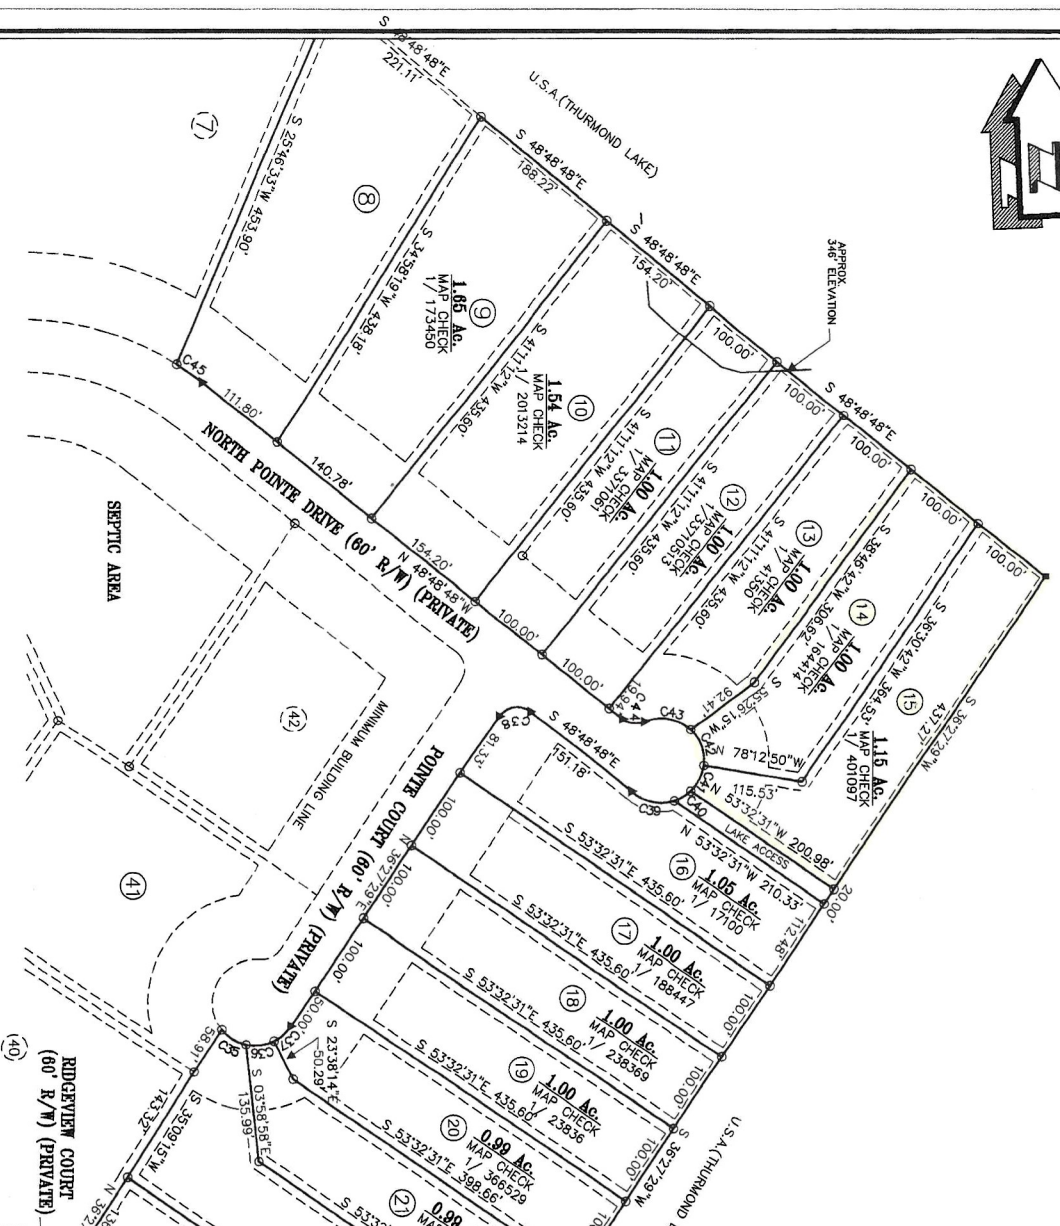 S 48°48'48"E
221.11'
U.S.A.(THURMOND LAKE)
S 48°48'48"E
188.22'
S 48°48'48"E
154.20'
APPROX.
346' ELEVATION
100.00'
100.00'
S 48°48'48"E
100.00'
100.00'
100.00'
7
S 25°46'33"W 453.90'
8
S 34°58'19"W 438.18'
9
1.65 Ac.
MAP CHECK
1/ 173450
S 41°11'12"W 435.60'
10
1.54 Ac.
MAP CHECK
1/ 2013214
S 41°11'12"W 435.60'
11
1.00 Ac.
MAP CHECK
1/ 3371061
S 41°11'12"W 435.60'
12
1.00 Ac.
MAP CHECK
1/3371053
S 41°11'12"W 435.60'
13
1.00 Ac.
MAP CHECK
1/ 41350
S 38°46'42"W 306.62'
S 55°26'15"W
92.41'
14
1.00 Ac.
MAP CHECK
1/ 164414
S 36°30'42"W 364.53'
N 78°12'50"W
115.53'
15
1.15 Ac.
MAP CHECK
1/ 401097
S 36°27'29"W
437.27'
C45
111.80'
140.78'
154.20'
N 48°48'48"W
100.00'
100.00'
19.94'
C44
C43
C42
C41
C40
C39
C38
NORTH POINTE DRIVE (60' R/W) (PRIVATE)
SEPTIC AREA
S 48°48'48"E
151.18'
N 53°32'31"W 200.98'
LAKE ACCESS
N 53°32'31"W 210.33'
20.00'
112.48'
42
MINIMUM BUILDING LINE
81.33'
POINTE COURT (60' R/W) (PRIVATE)
100.00'
N 36°27'29"E
100.00'
100.00'
50.00'
16
1.05 Ac.
MAP CHECK
1/ 17100
S 53°32'31"E 435.60'
17
1.00 Ac.
MAP CHECK
1/ 188447
S 53°32'31"E 435.60'
18
1.00 Ac.
MAP CHECK
1/ 238369
S 53°32'31"E 435.60'
19
1.00 Ac.
MAP CHECK
1/ 23836
S 53°32'31"E 435.60'
20
0.99 Ac.
MAP CHECK
1/ 366529
S 53°32'31"E 398.66'
21
0.99
100.00'
100.00'
100.00'
S 36°27'29"W
U.S.A.(THURMOND
41
C37
C36
C35
S 23°38'14"E
50.29'
S 03°58'58"E
135.99'
58.91'
143.32'
S 35°09'15"W
40
RIDGEVIEW COURT
(60' R/W) (PRIVATE)